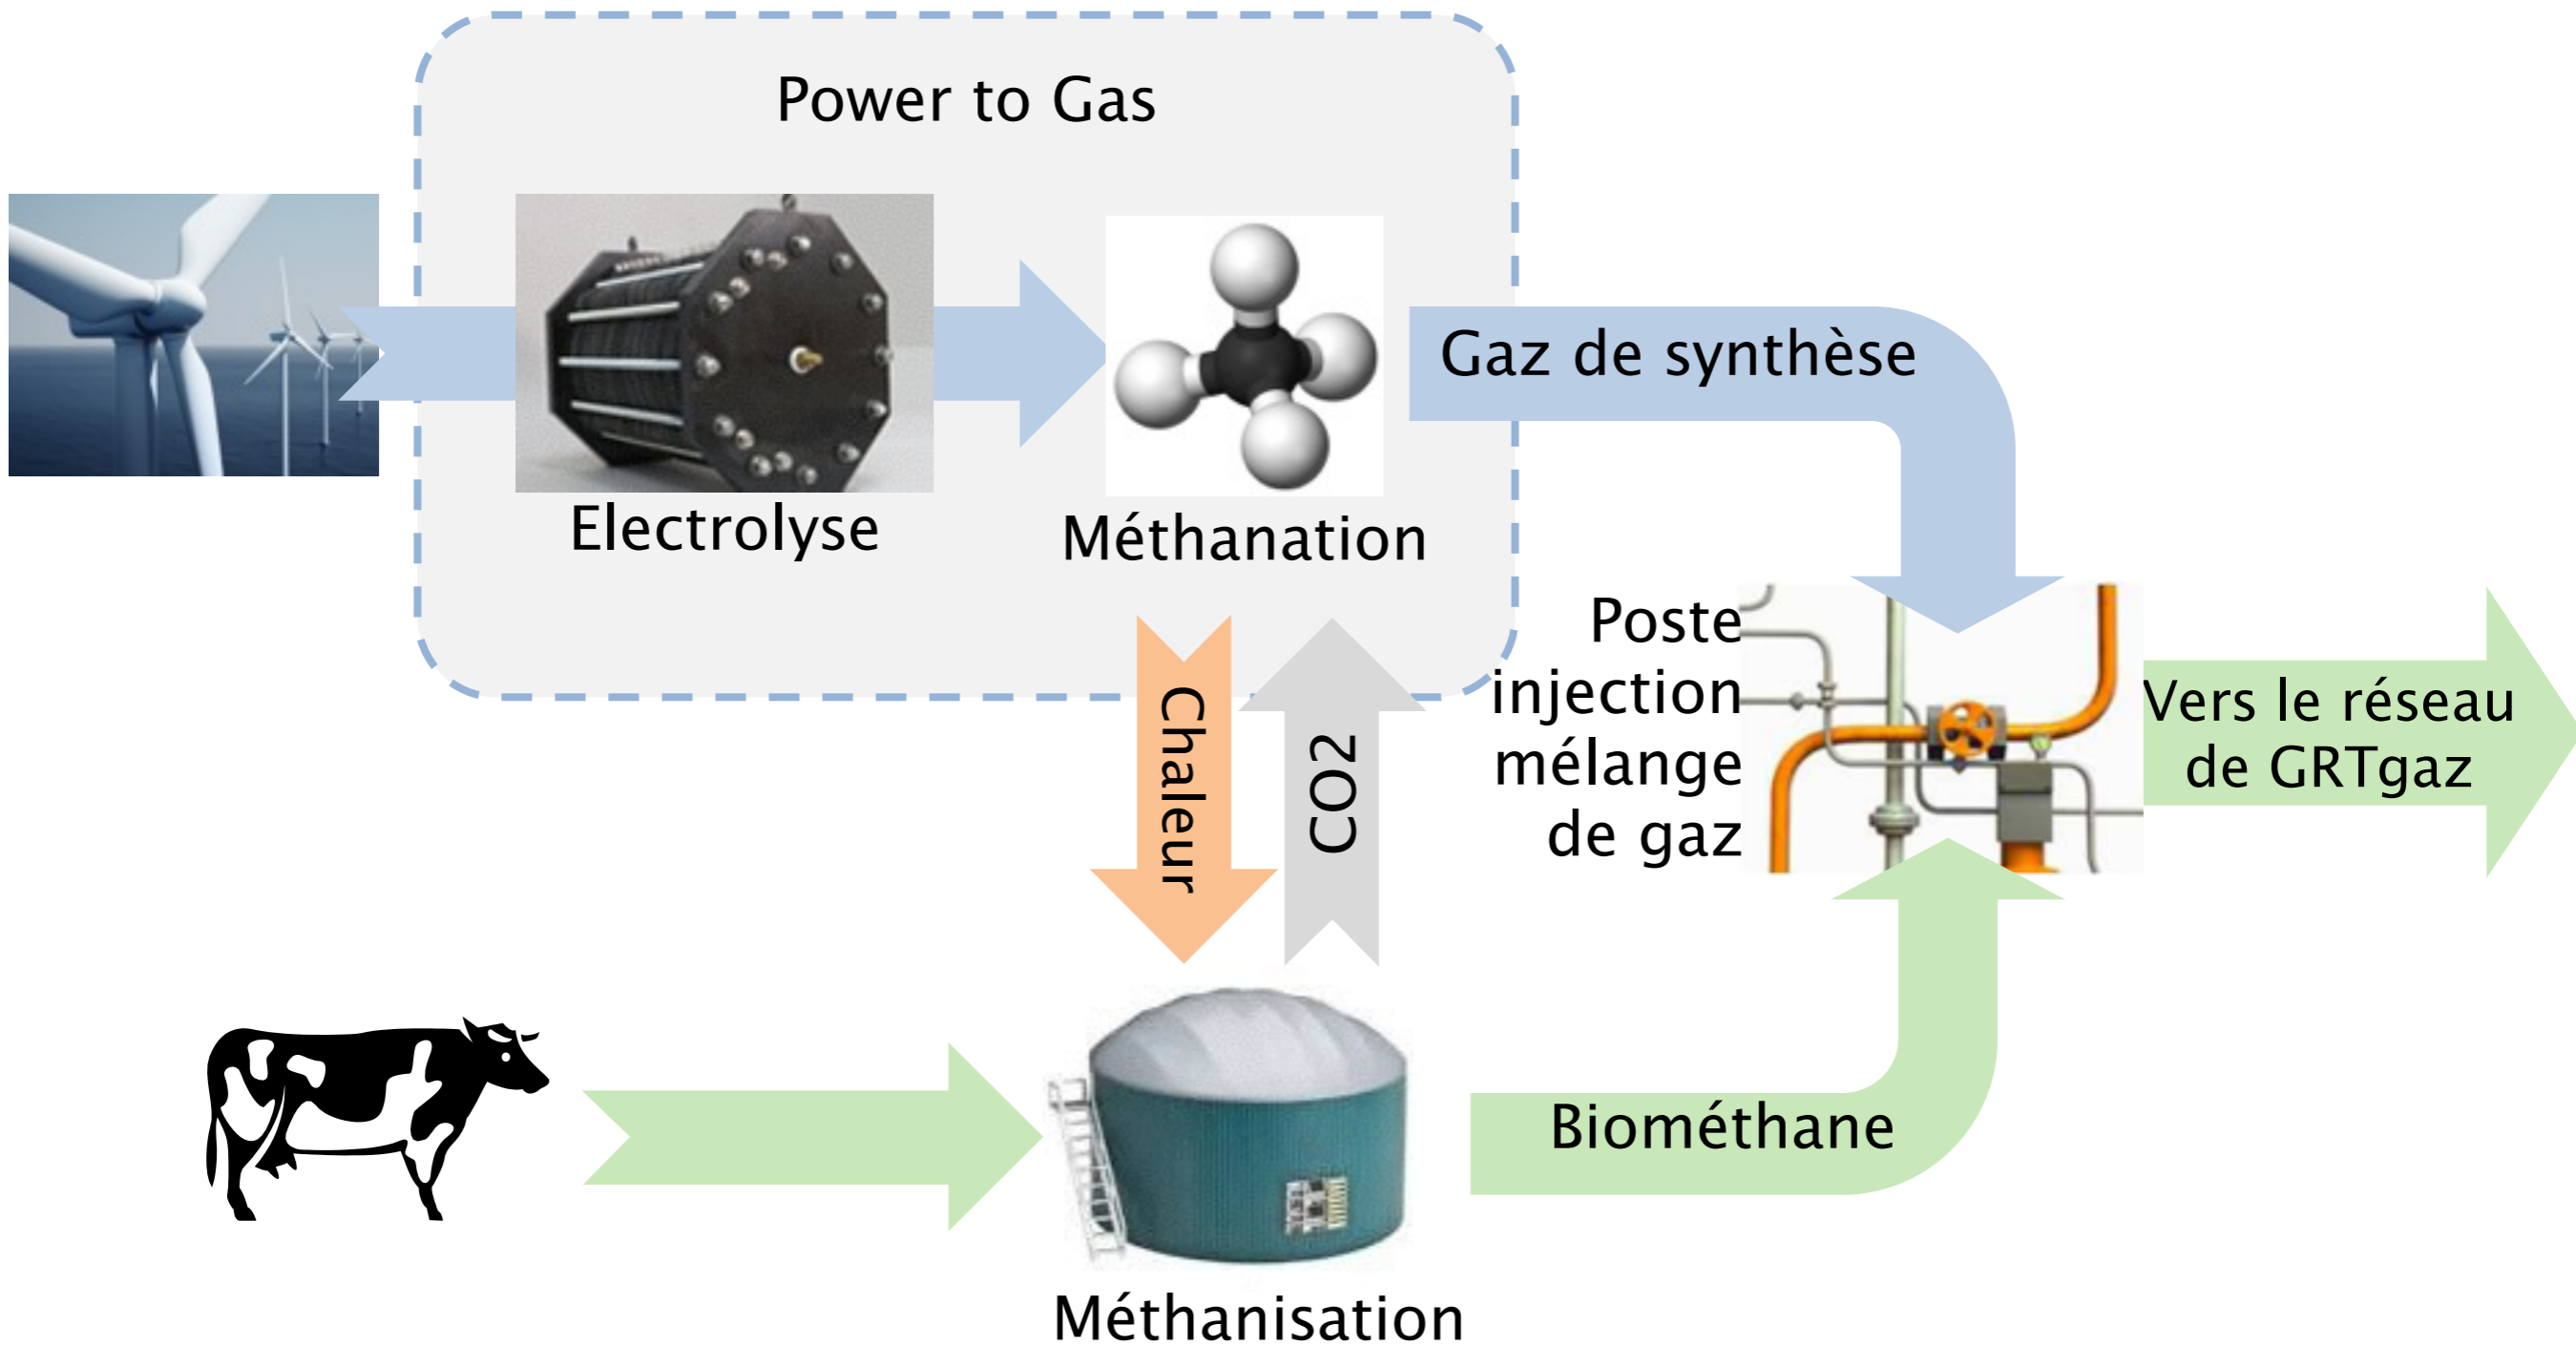 Power to Gas
Electrolyse
Méthanation
Gaz de synthèse
Poste
injection
mélange
de gaz
Vers le réseau
de GRTgaz
Chaleur
CO2
Biométhane
Méthanisation